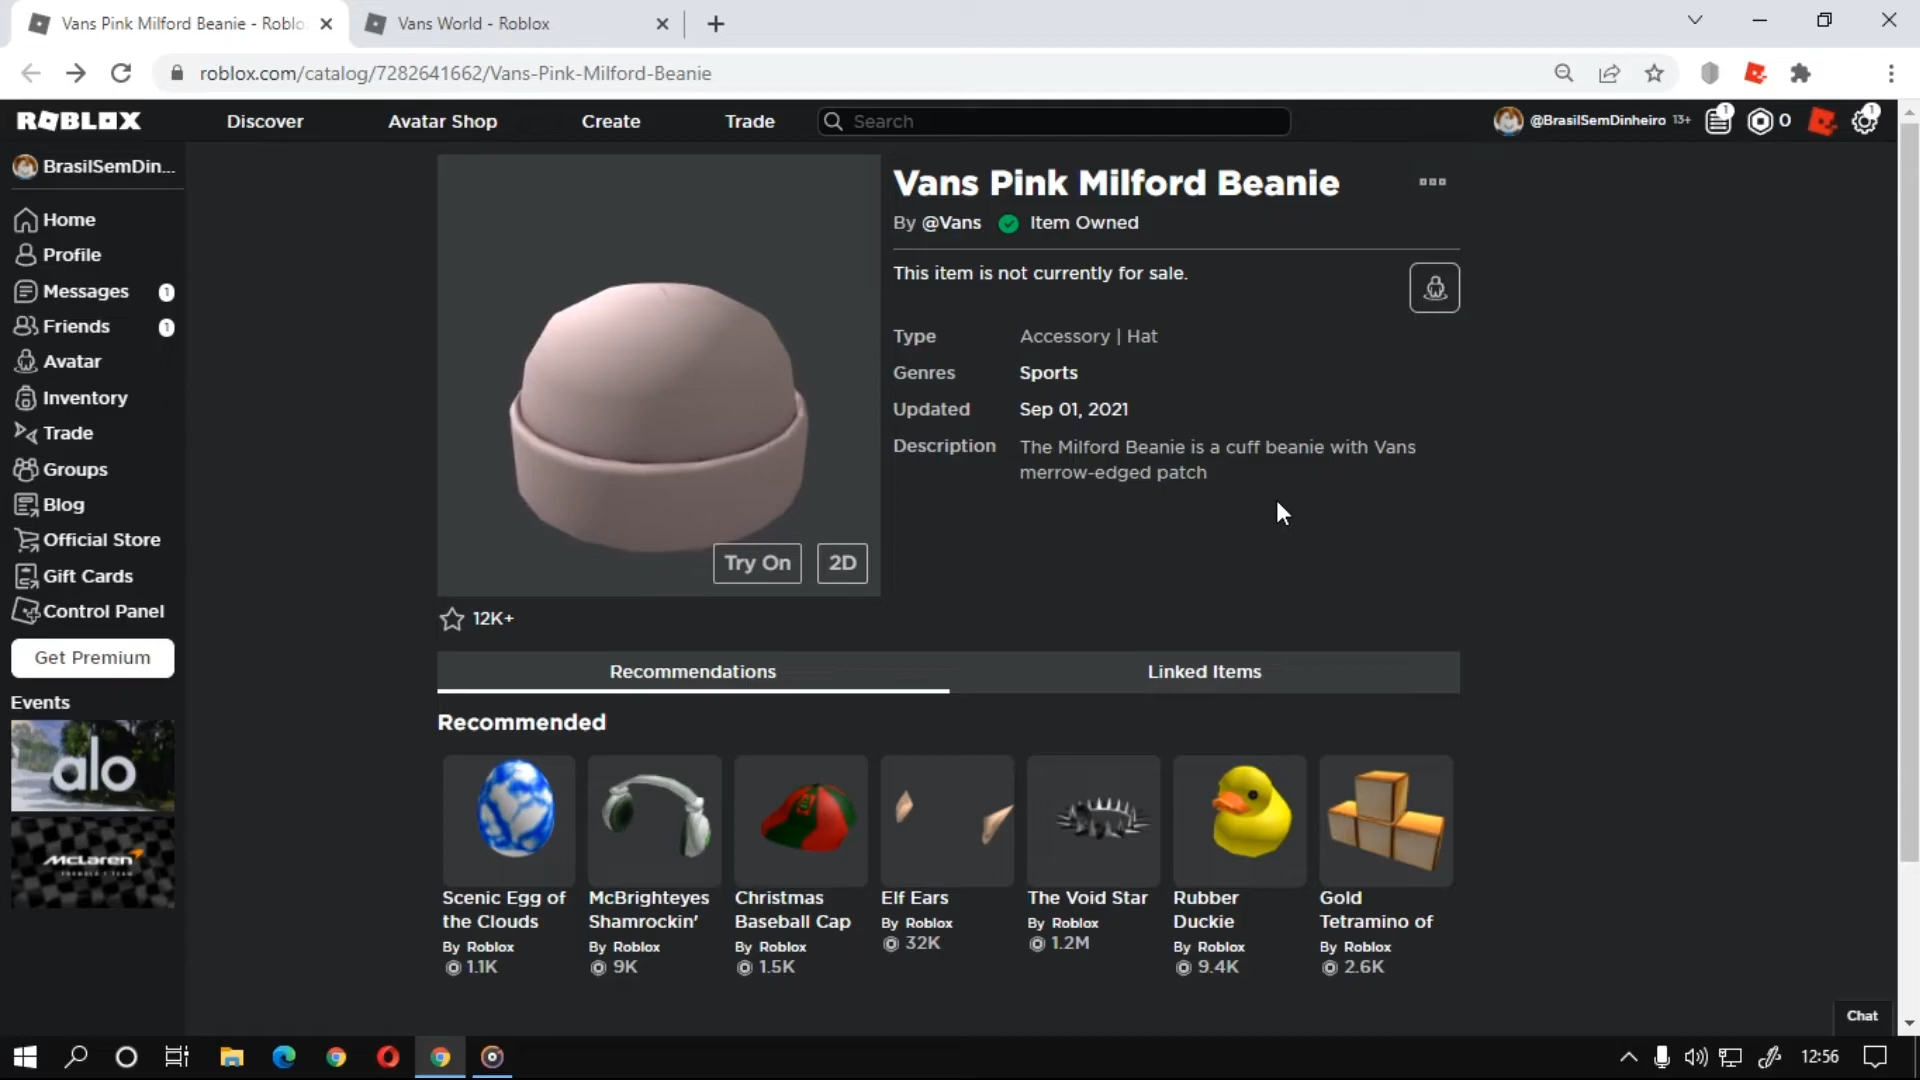 Vans Pink Milford Beanie - Roblo
Vans World - Roblox
roblox.com/catalog/7282641662/Vans-Pink-Milford-Beanie
ROBLOX
Discover
Avatar Shop
Create
Trade
Search
@BrasilSemDinheiro 13+
1
0
1
BrasilSemDin...
Home
Profile
Messages 1
Friends 1
Avatar
Inventory
Trade
Groups
Blog
Official Store
Gift Cards
Control Panel
Get Premium
Events
alo
McLaren
Vans Pink Milford Beanie
By @Vans Item Owned
This item is not currently for sale.
Type Accessory | Hat
Genres Sports
Updated Sep 01, 2021
Description The Milford Beanie is a cuff beanie with Vans
merrow-edged patch
Try On 2D
12K+
Recommendations Linked Items
Recommended
Scenic Egg of
the Clouds
By Roblox
1.1K
McBrighteyes
Shamrockin'
By Roblox
9K
Christmas
Baseball Cap
By Roblox
1.5K
Elf Ears
By Roblox
32K
The Void Star
By Roblox
1.2M
Rubber
Duckie
By Roblox
9.4K
Gold
Tetramino of
By Roblox
2.6K
Chat
12:56